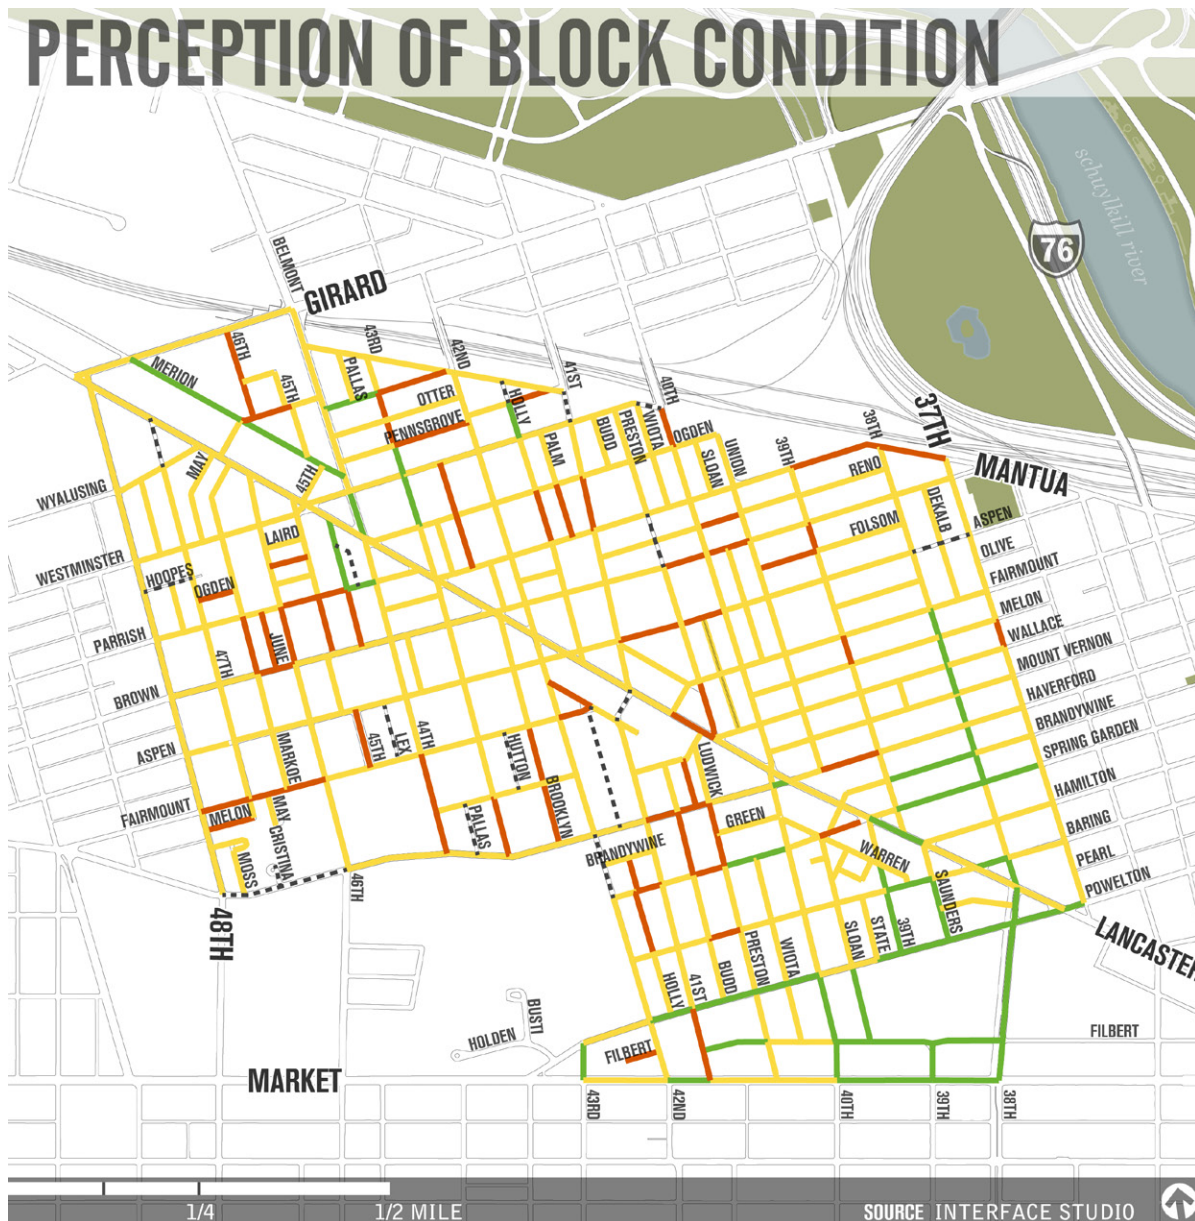 PERCEPTION OF BLOCK CONDITION
schuylkill river
76
BELMONT
GIRARD
46TH
MERION
45TH
PALLAS
43RD
42ND
OTTER
PENNSGROVE
HOLLY
41ST
40TH
37TH
38TH
39TH
MANTUA
MAY
45TH
PALM
BUDD
PRESTON
WIOTA
OGDEN
SLOAN
UNION
RENO
DEKALB
ASPEN
WYALUSING
LAIRD
FOLSOM
OLIVE
WESTMINSTER
HOOPES
OGDEN
FAIRMOUNT
MELON
PARRISH
47TH
JUNE
WALLACE
MOUNT VERNON
BROWN
HAVERFORD
BRANDYWINE
ASPEN
MARKOE
45TH
LEX
44TH
HUTTON
BROOKLYN
LUDWICK
SPRING GARDEN
HAMILTON
FAIRMOUNT
MELON
MAY
CRISTINA
MOSS
PALLAS
GREEN
BARING
BRANDYWINE
WARREN
PEARL
POWELTON
46TH
48TH
SAUNDERS
LANCASTER
HOLLY
41ST
BUDD
PRESTON
WIOTA
SLOAN
STATE
39TH
BUSTI
HOLDEN
FILBERT
FILBERT
MARKET
43RD
42ND
40TH
39TH
38TH
1/4
1/2 MILE
SOURCE INTERFACE STUDIO